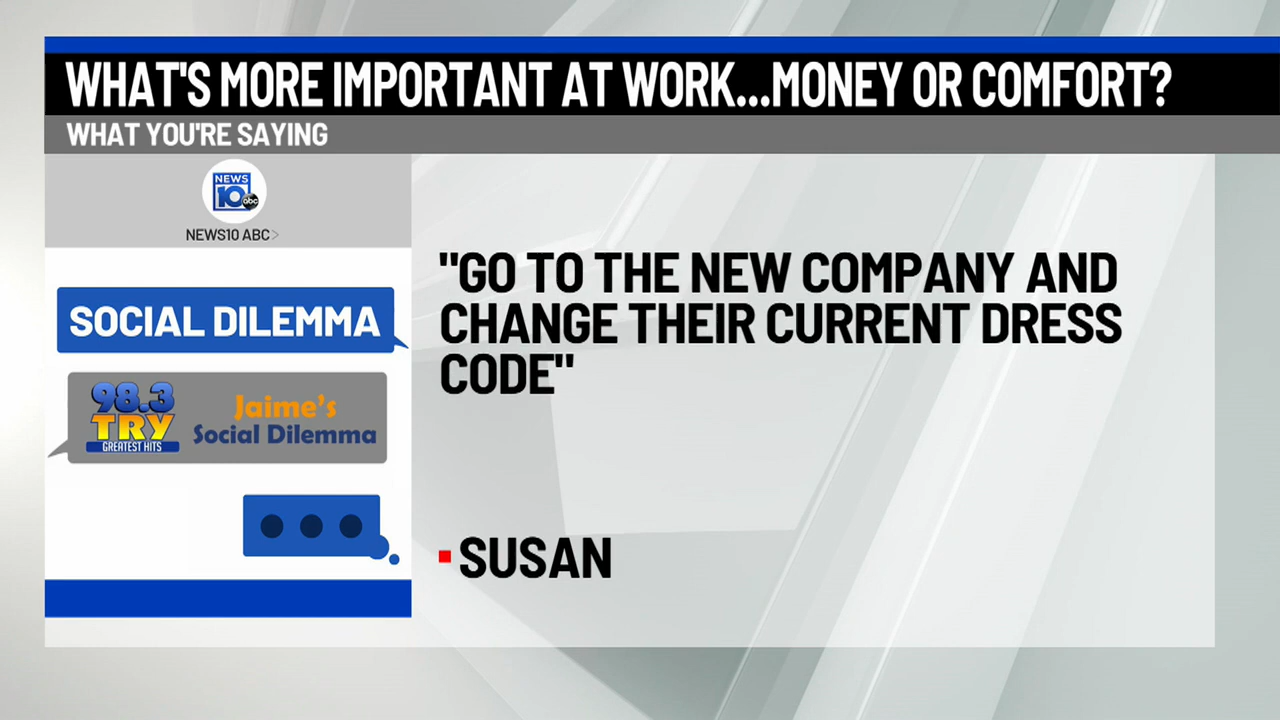 WHAT'S MORE IMPORTANT AT WORK...MONEY OR COMFORT?
WHAT YOU'RE SAYING
NEWS
10
abc
NEWS10 ABC>
SOCIAL DILEMMA
98.3
TRY
GREATEST HITS
Jaime's
Social Dilemma
"GO TO THE NEW COMPANY AND
CHANGE THEIR CURRENT DRESS
CODE"
SUSAN